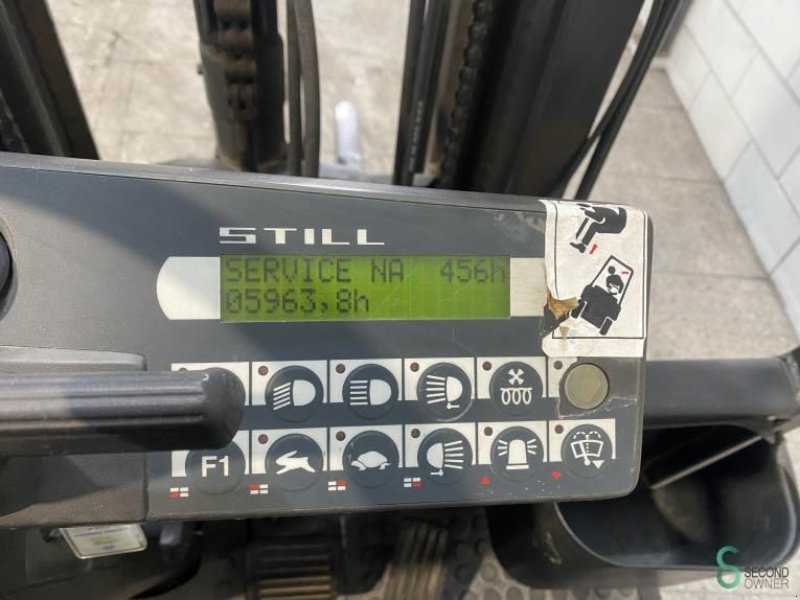 STILL
SERVICE NA 456h
05963,8h
F1
SECOND
OWNER